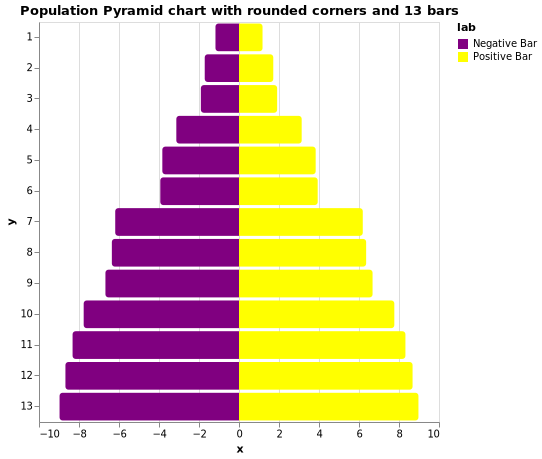 Population Pyramid chart with rounded corners and 13 bars
lab
Negative Bar
Positive Bar
y
1
2
3
4
5
6
7
8
9
10
11
12
13
−10 −8 −6 −4 −2 0 2 4 6 8 10
x